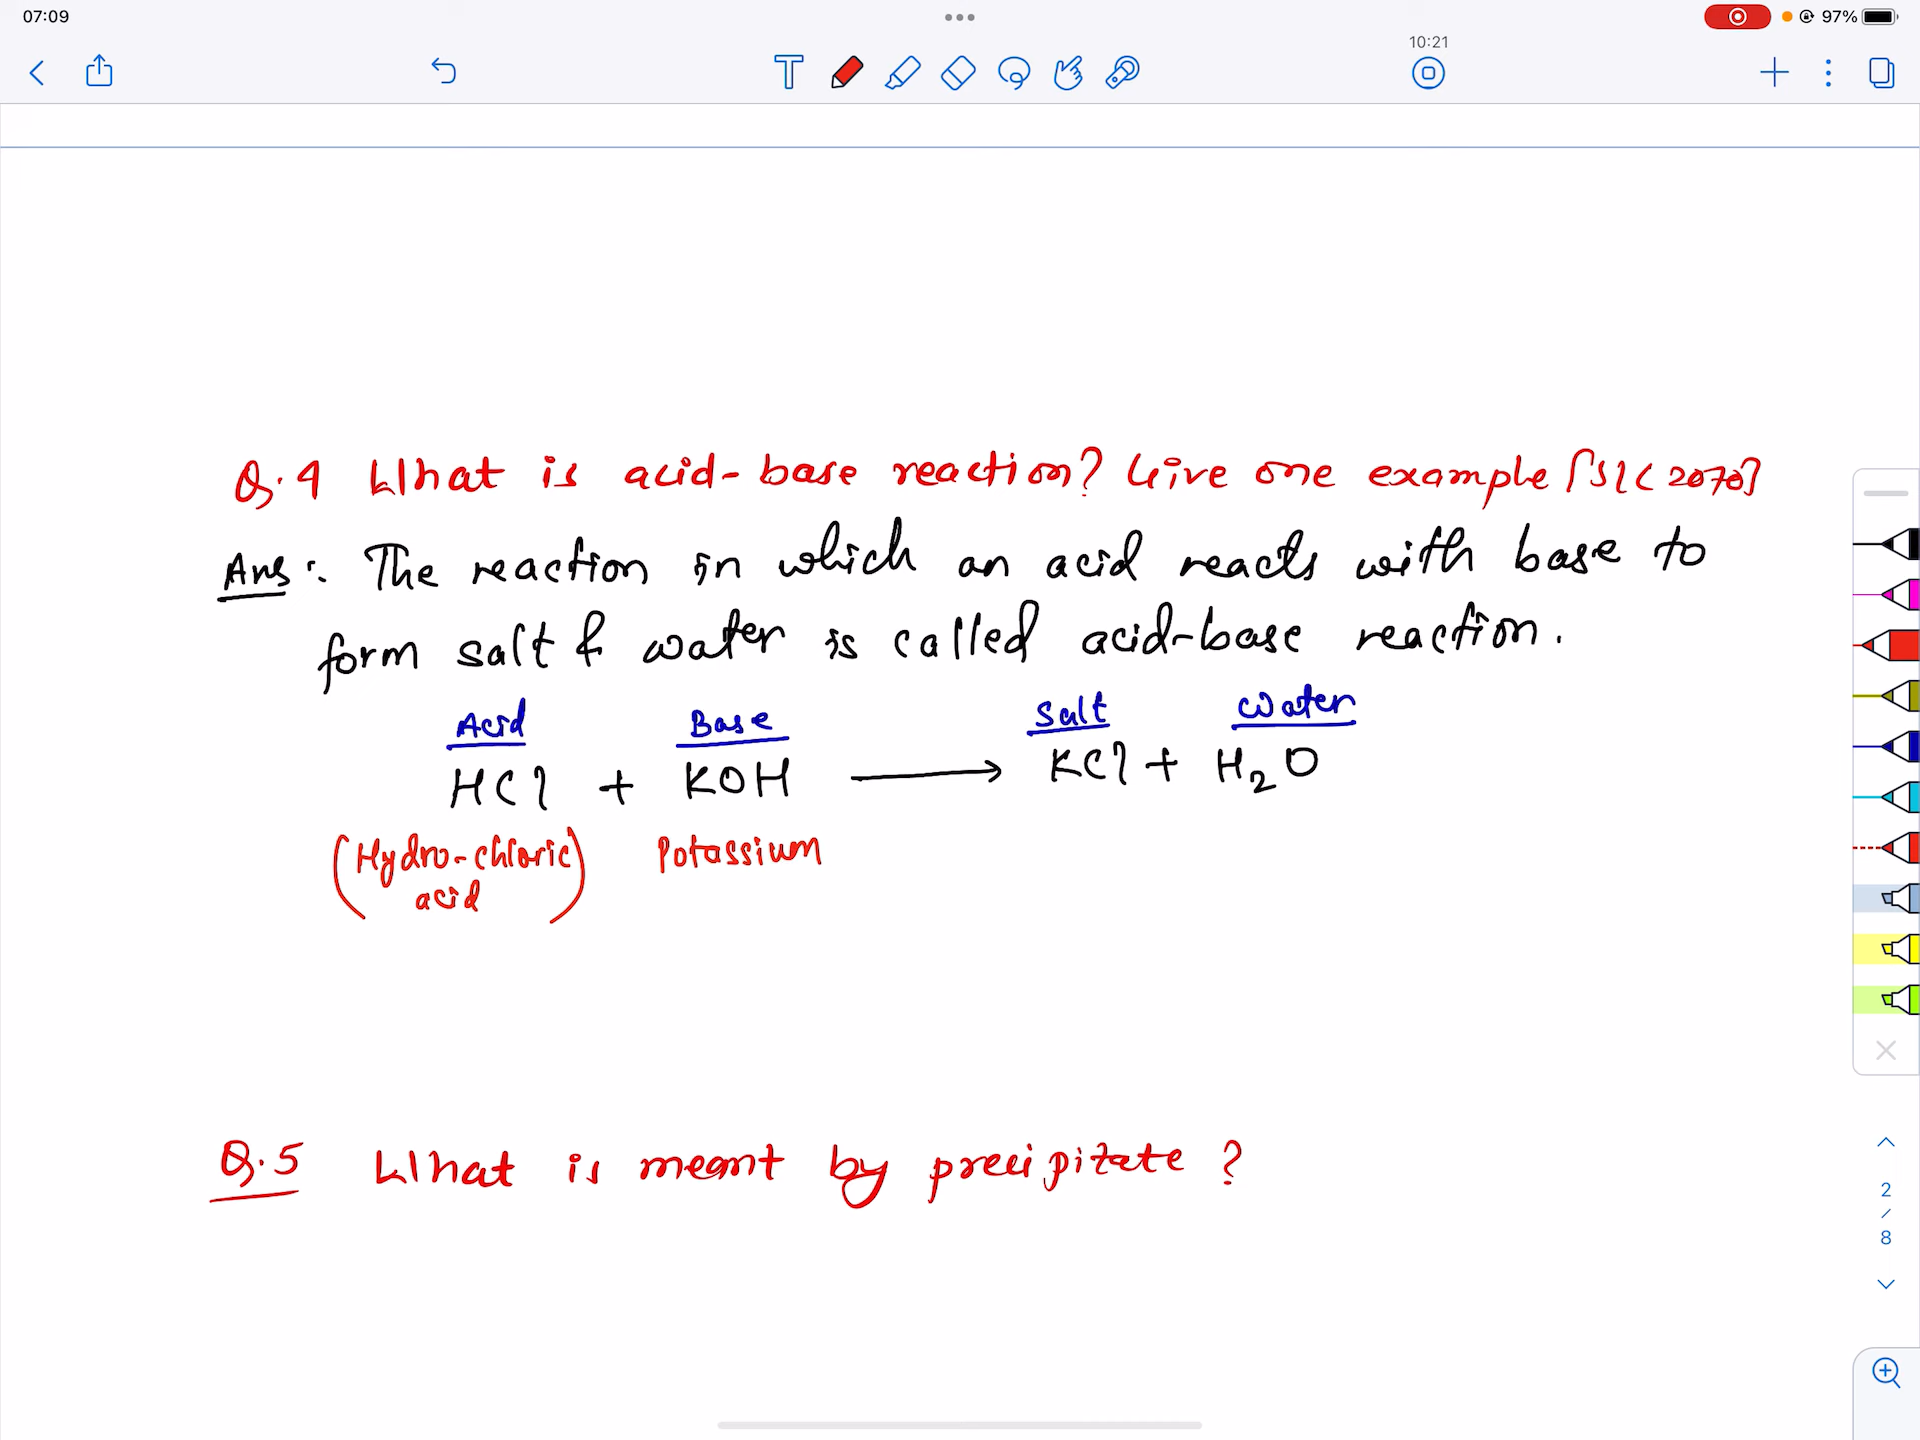 07:09
97%
10:21
Q.4 What is acid-base reaction? Give one example [SLC 2070]
Ans: The reaction in which an acid reacts with base to
form salt & water is called acid-base reaction.
Acid Base Salt Water
HCl + KOH → KCl + H₂O
(Hydro-chloric Potassium
acid)
Q.5 What is meant by precipitate ?
2
/
8